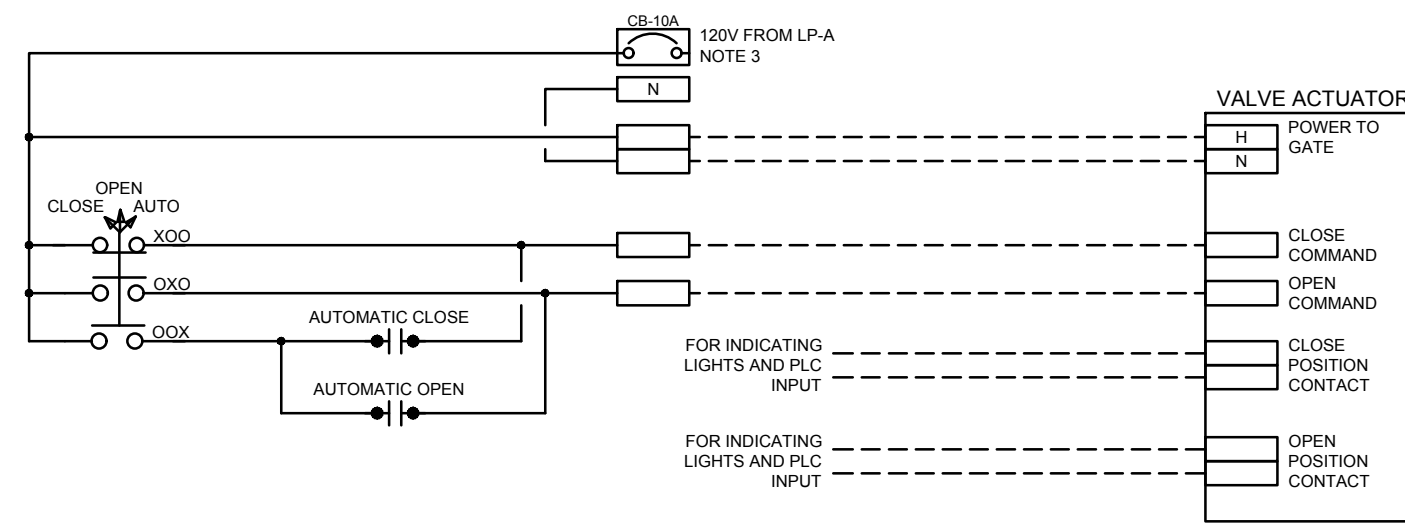 CB-10A
120V FROM LP-A
NOTE 3
N
VALVE ACTUATOR
H
POWER TO
N
GATE
OPEN
CLOSE AUTO
XOO
CLOSE
COMMAND
OXO
OPEN
COMMAND
OOX
AUTOMATIC CLOSE
FOR INDICATING
LIGHTS AND PLC
INPUT
CLOSE
POSITION
CONTACT
AUTOMATIC OPEN
FOR INDICATING
LIGHTS AND PLC
INPUT
OPEN
POSITION
CONTACT